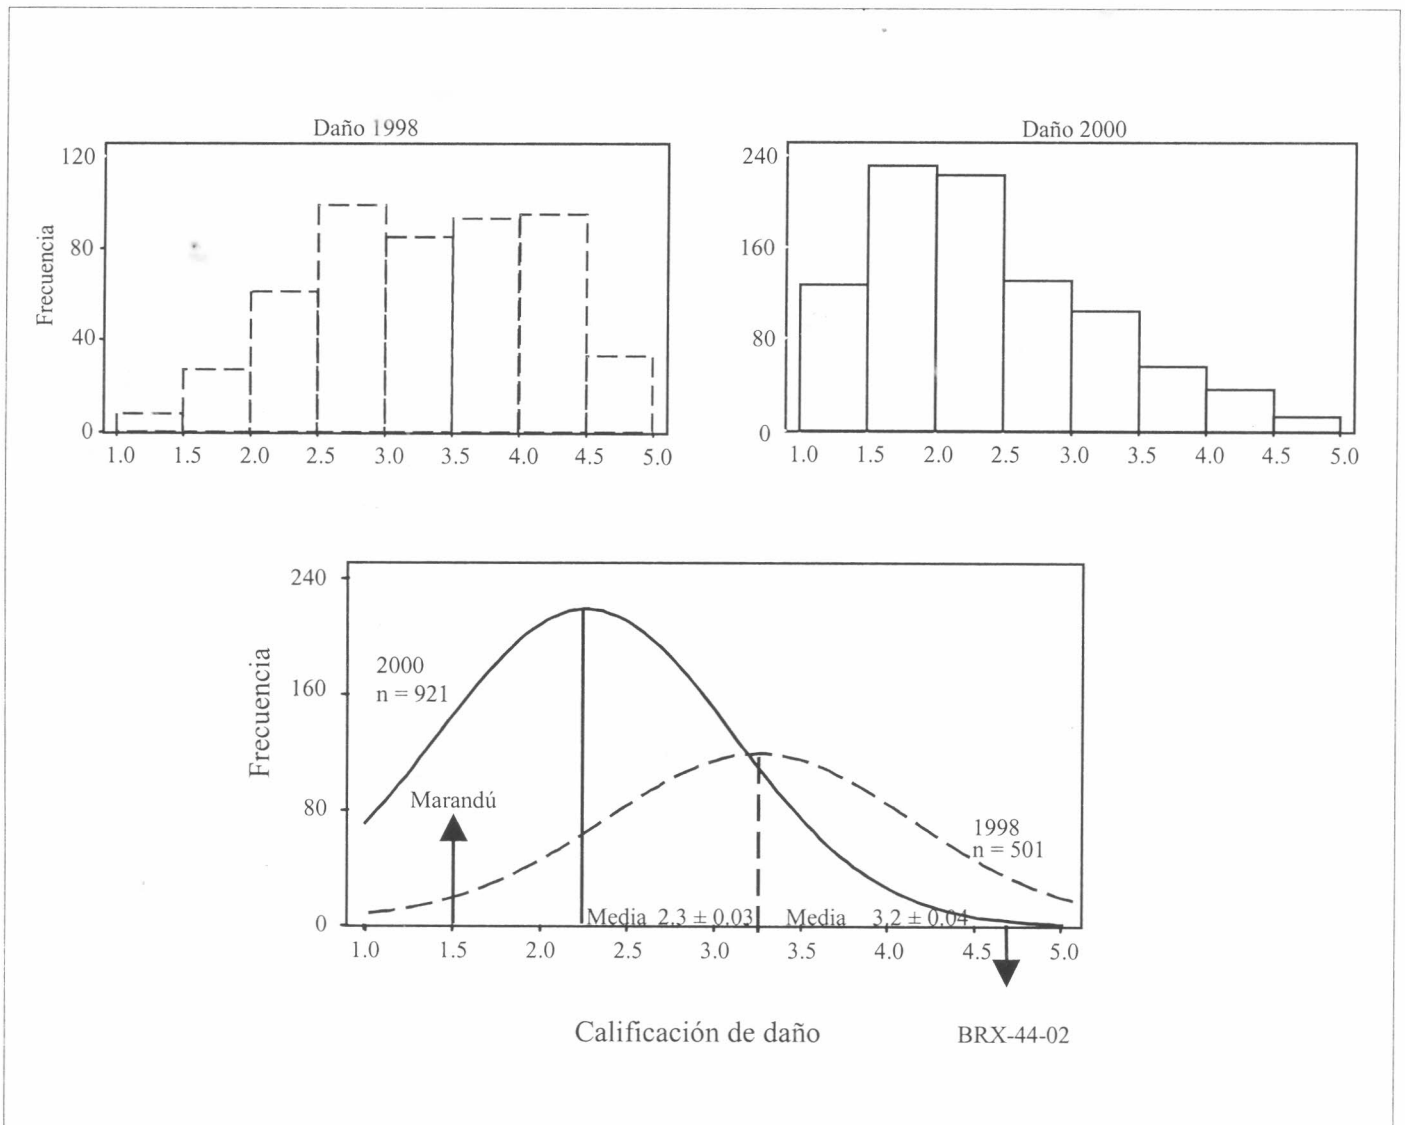 Daño 1998
120
80
40
0
Frecuencia
1.0 1.5 2.0 2.5 3.0 3.5 4.0 4.5 5.0
Daño 2000
240
160
80
0
1.0 1.5 2.0 2.5 3.0 3.5 4.0 4.5 5.0
240
160
80
0
Frecuencia
2000
n = 921
Marandú
1998
n = 501
Media 2.3 ± 0.03
Media 3.2 ± 0.04
1.0 1.5 2.0 2.5 3.0 3.5 4.0 4.5 5.0
Calificación de daño
BRX-44-02